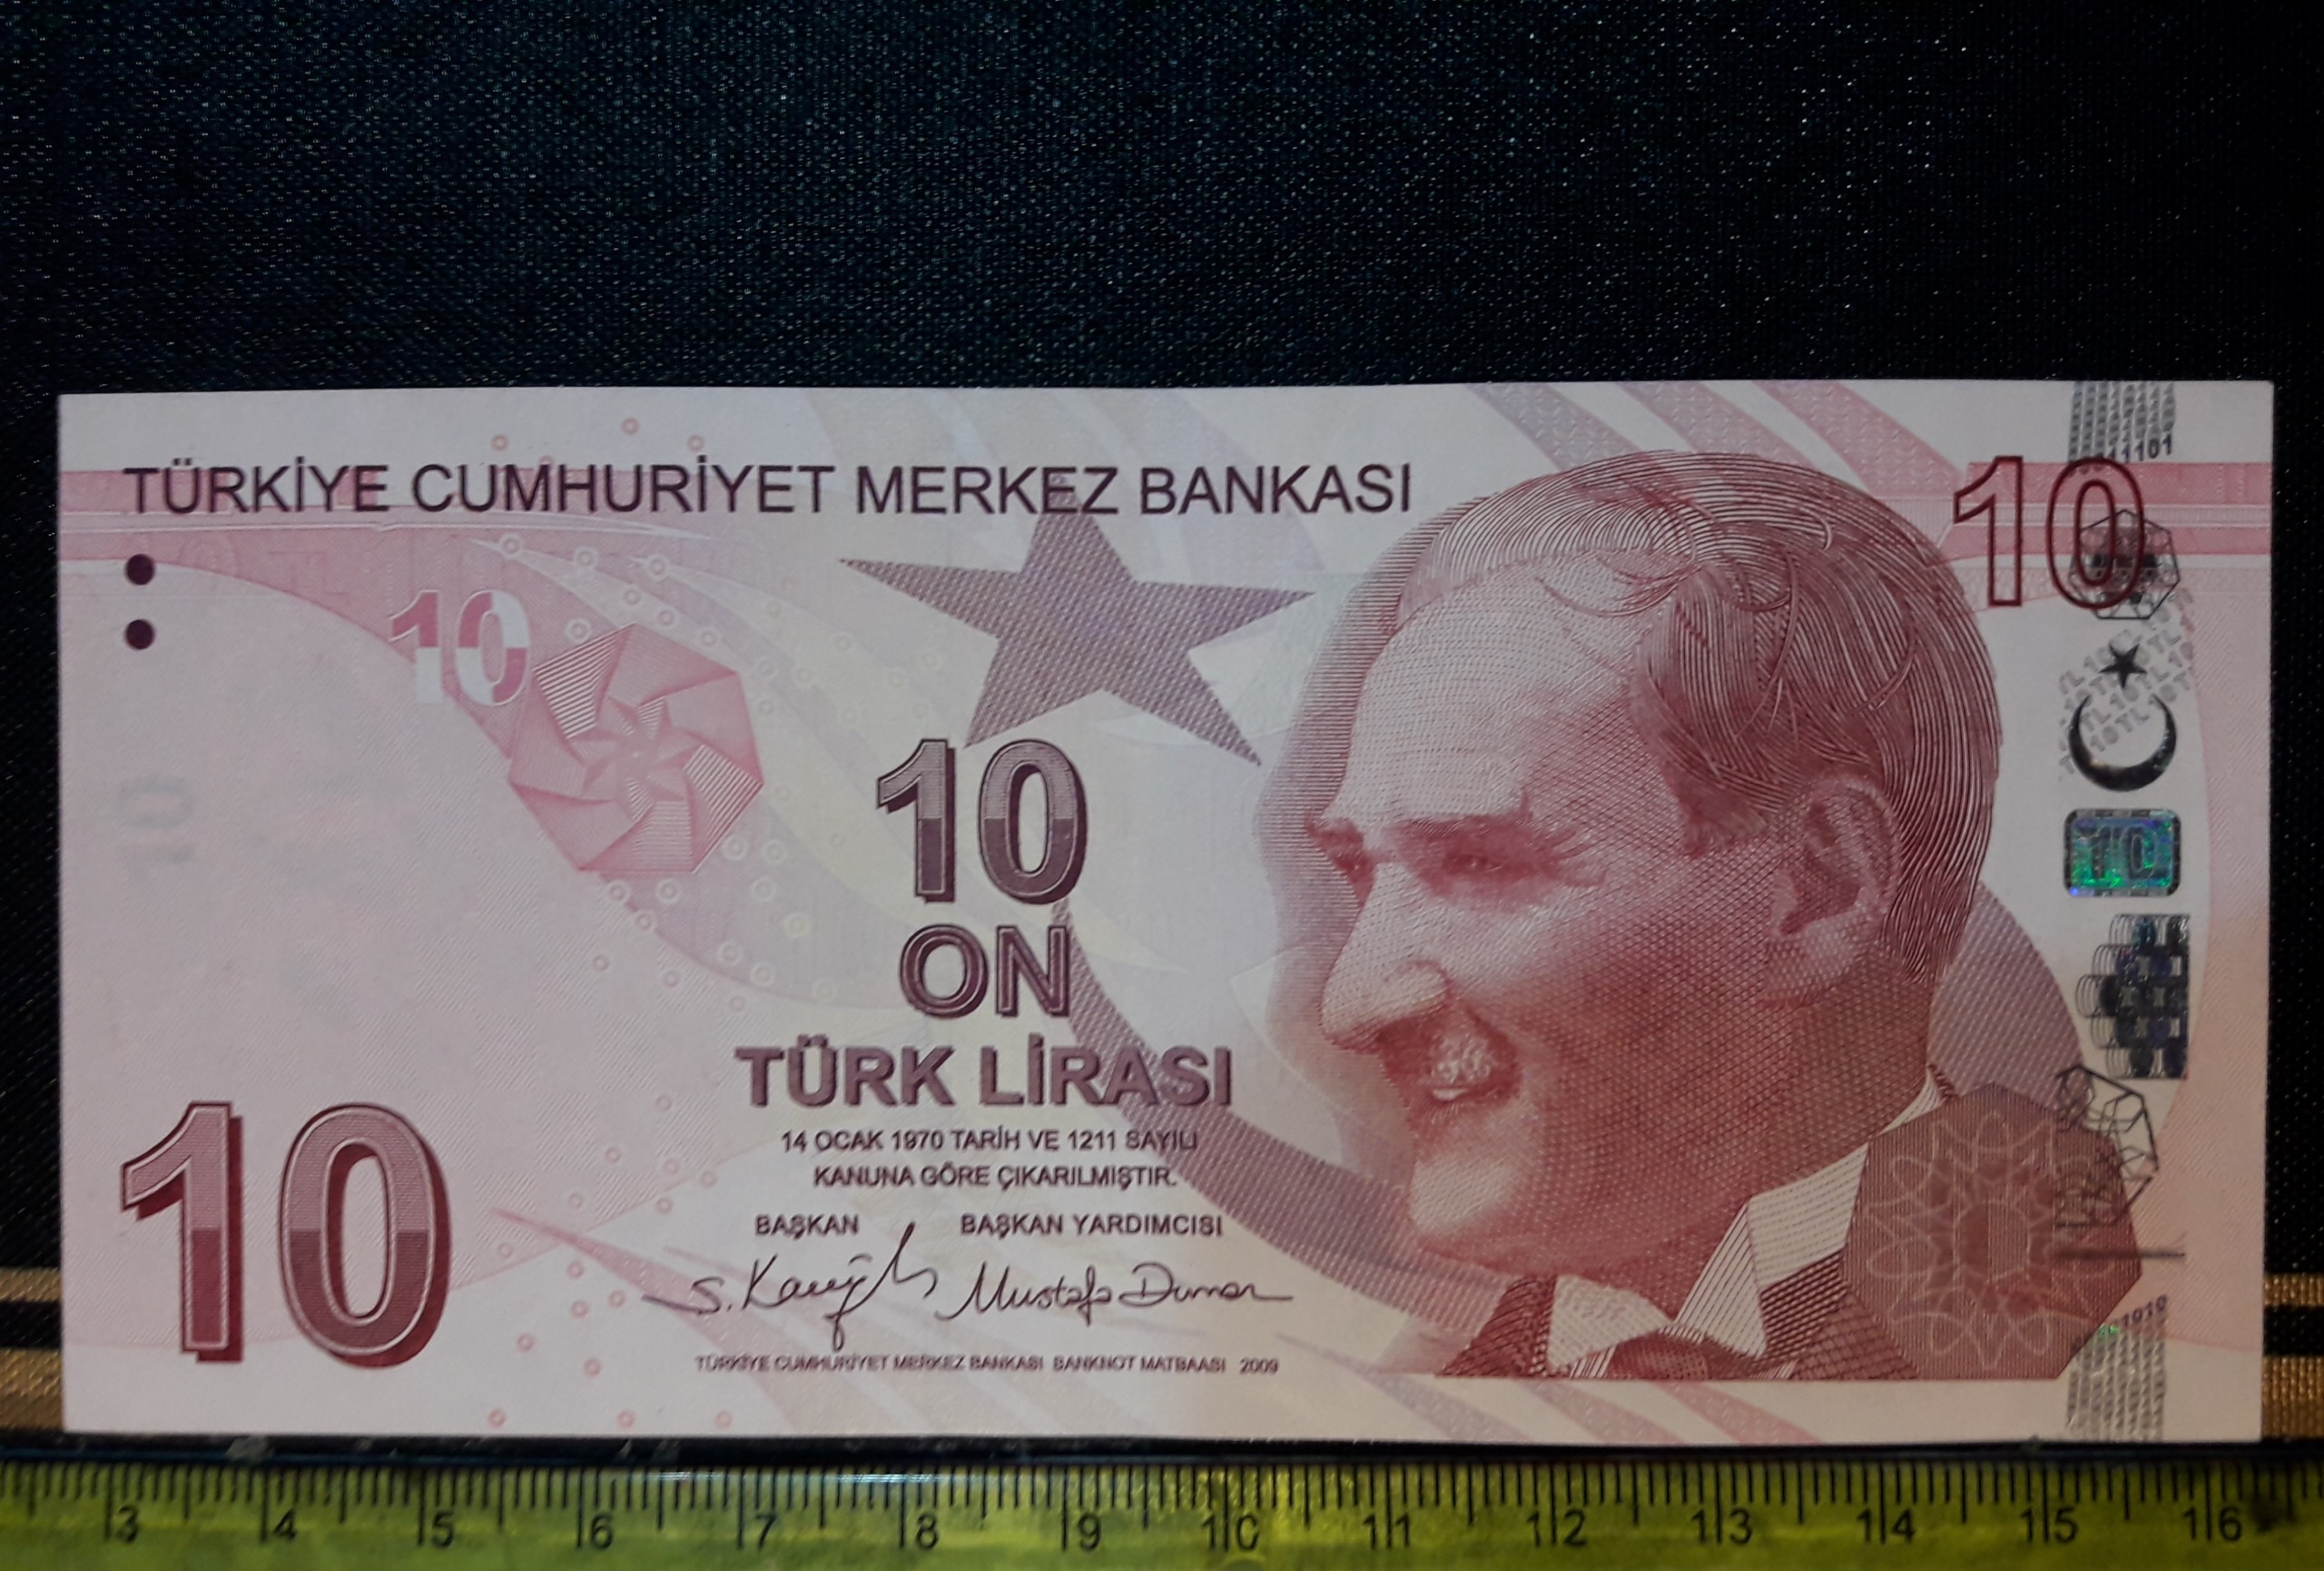 TÜRKİYE CUMHURİYET MERKEZ BANKASI
10
10
10
10
ON
TÜRK LİRASI
10
14 OCAK 1970 TARİH VE 1211 SAYILI
KANUNA GÖRE ÇIKARILMIŞTIR.
BAŞKAN BAŞKAN YARDIMCISI
Mustafa Duman
10
TÜRKİYE CUMHURİYET MERKEZ BANKASI BANKNOT MATBAASI 2009
3 4 5 6 7 8 9 10 11 12 13 14 15 16